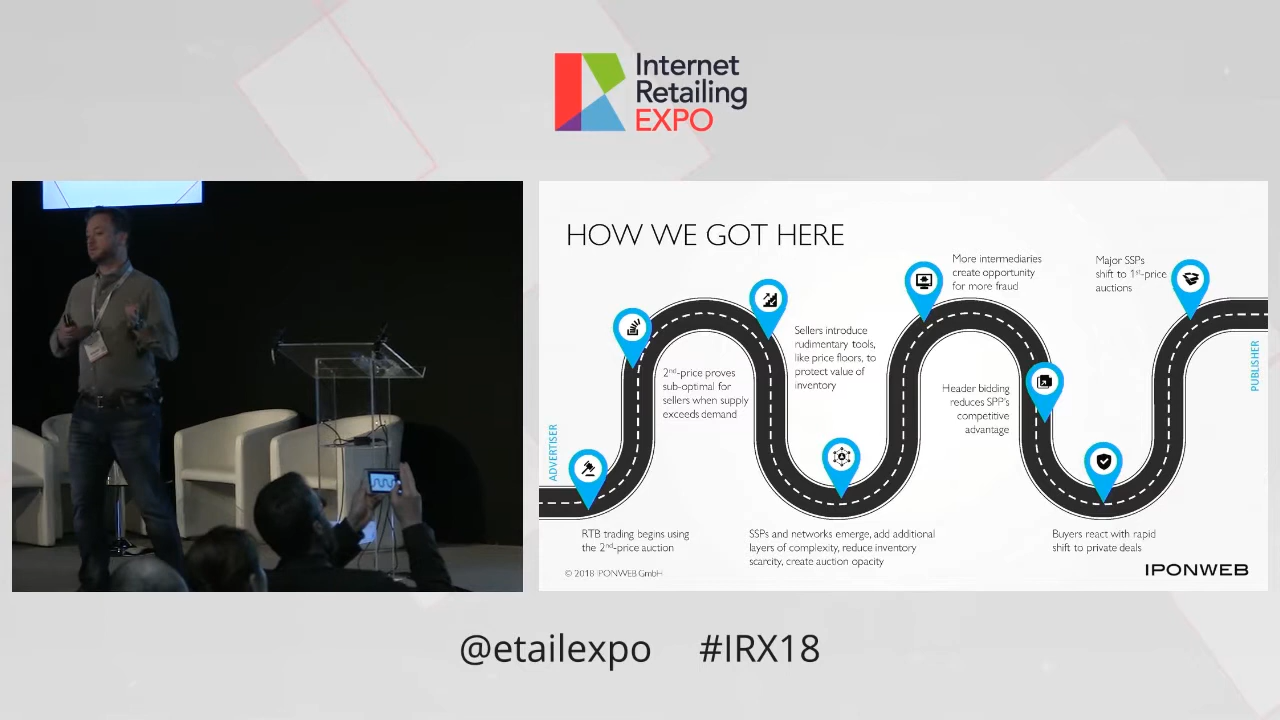 Internet
Retailing
EXPO
HOW WE GOT HERE
ADVERTISER
RTB trading begins using
the 2nd-price auction
2nd-price proves
sub-optimal for
sellers when supply
exceeds demand
Sellers introduce
rudimentary tools,
like price floors, to
protect value of
inventory
SSPs and networks emerge, add additional
layers of complexity, reduce inventory
scarcity, create auction opacity
More intermediaries
create opportunity
for more fraud
Header bidding
reduces SPP's
competitive
advantage
Buyers react with rapid
shift to private deals
Major SSPs
shift to 1st-price
auctions
PUBLISHER
© 2018 IPONWEB GmbH
IPONWEB
@etailexpo #IRX18